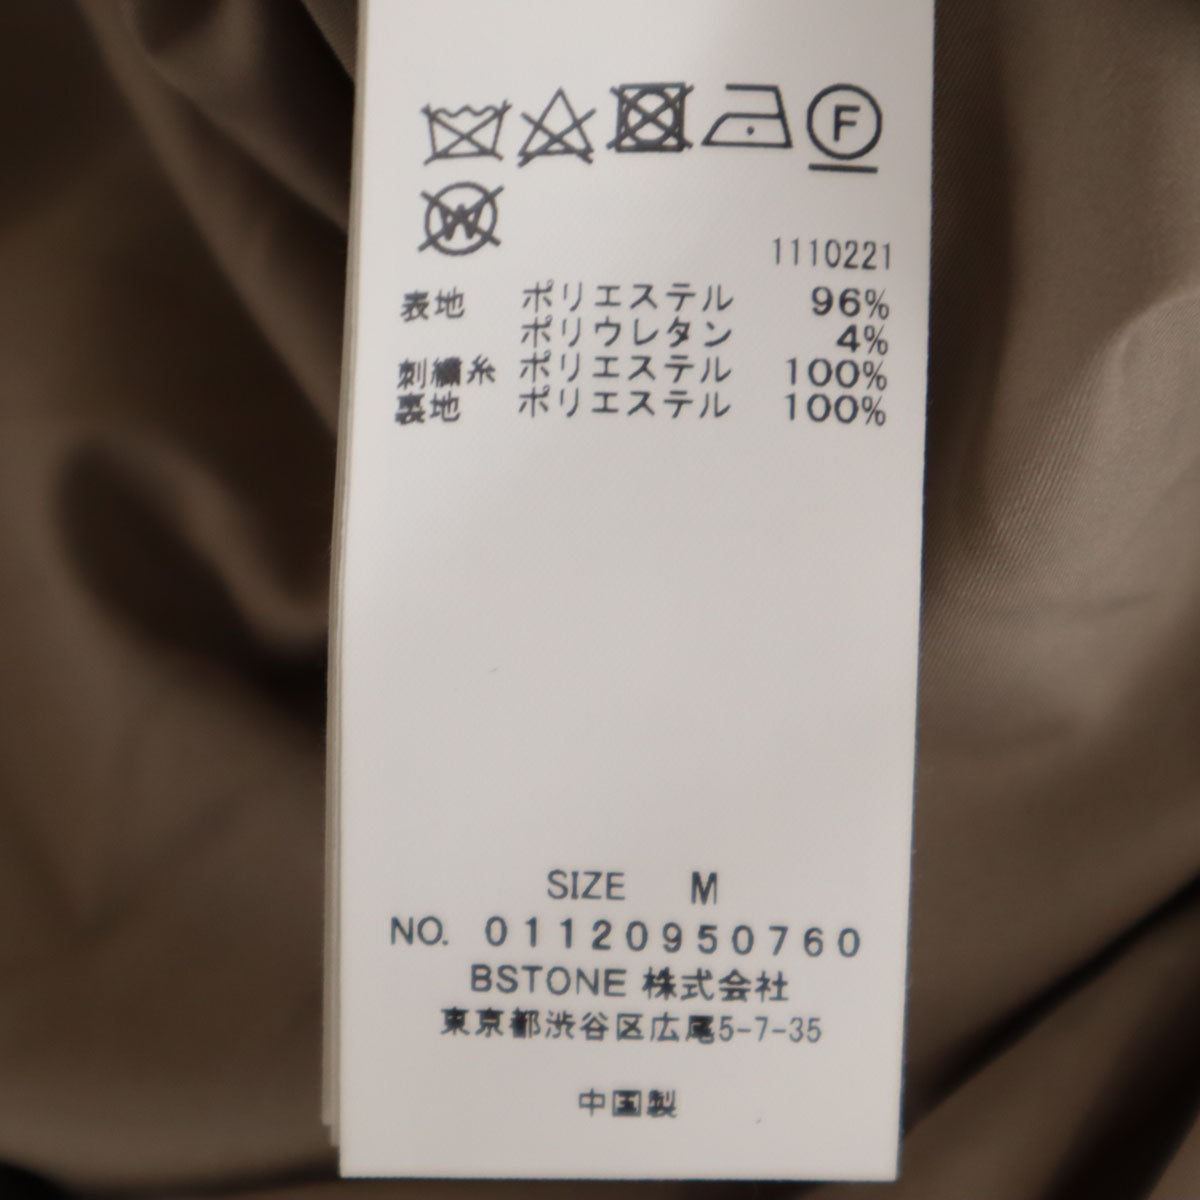 F
W
1110221
表地 ポリエステル 96%
ポリウレタン 4%
刺繍糸 ポリエステル 100%
裏地 ポリエステル 100%
SIZE M
NO. 01120950760
BSTONE 株式会社
東京都渋谷区広尾5-7-35
中国製